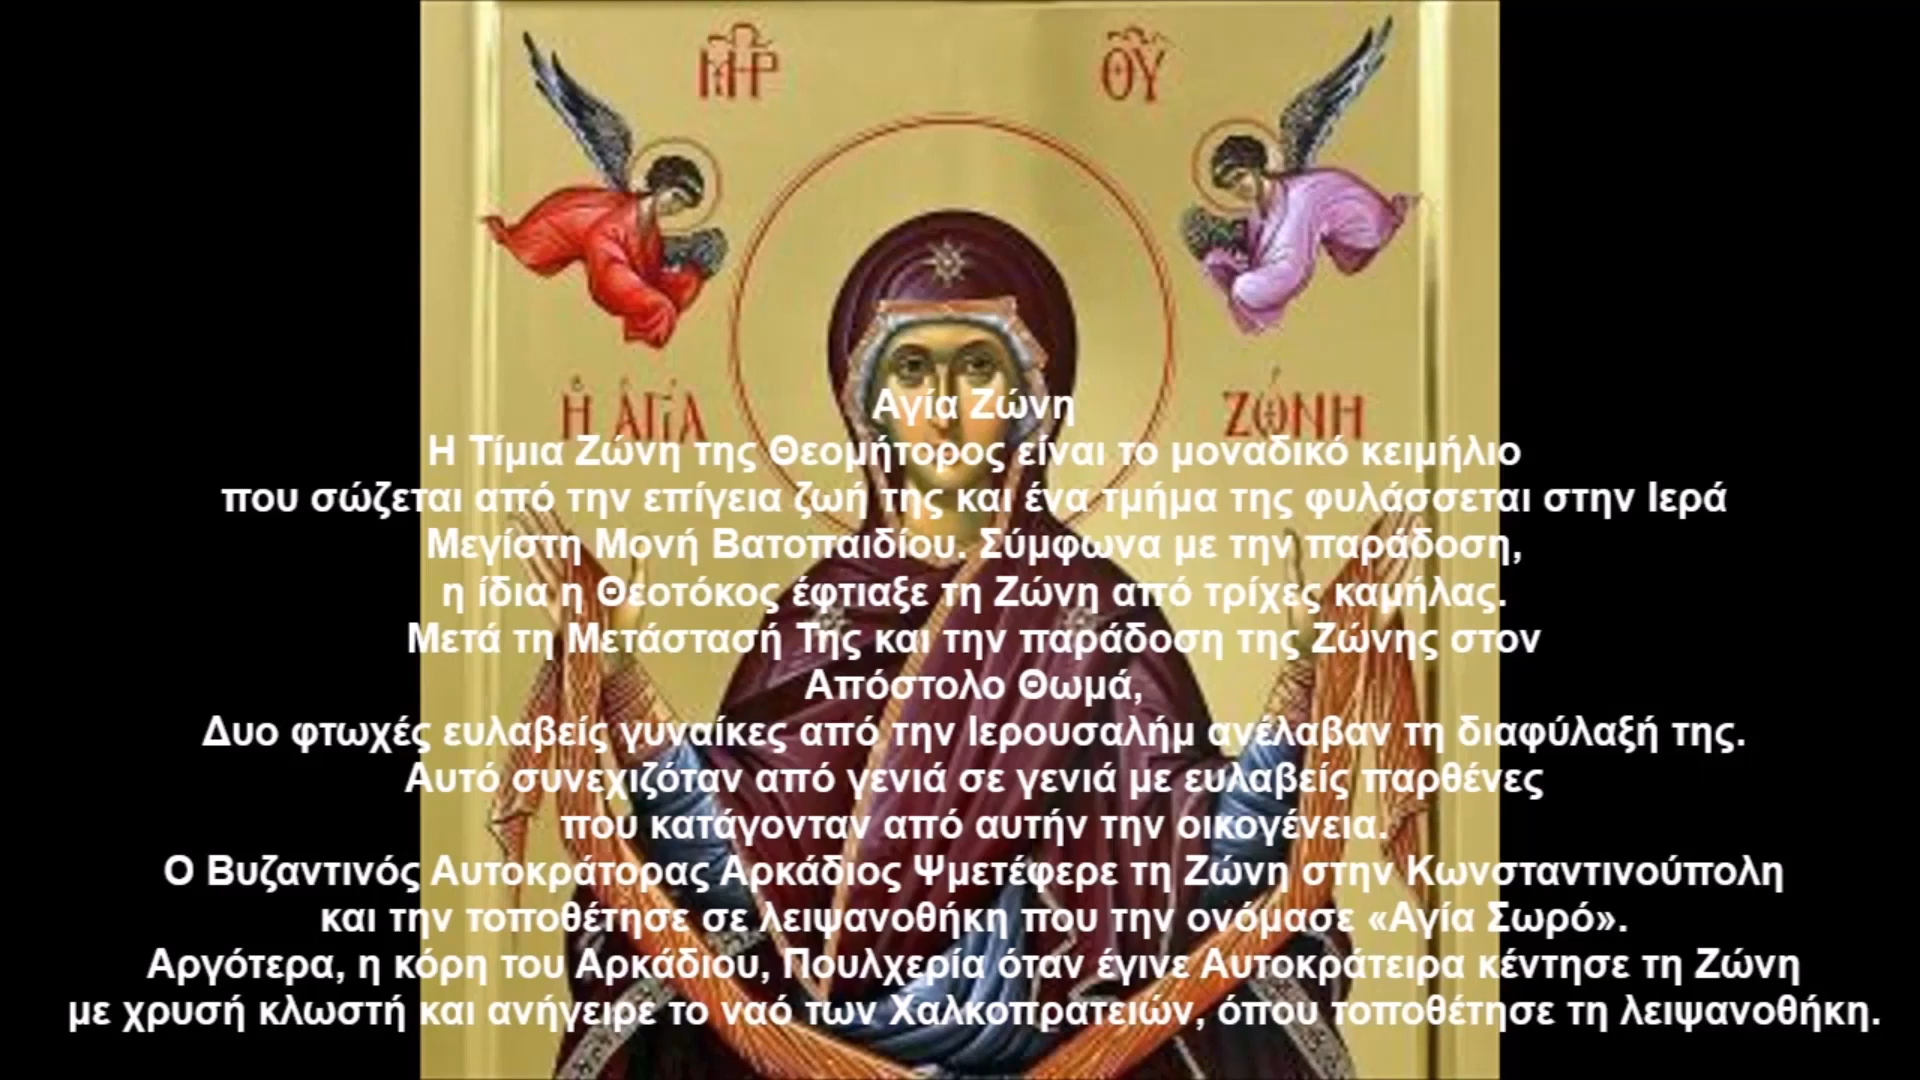 ΜΗΡ ΘΥ
Ἡ ἉΓΊΑ ΖΏΝΗ
Αγία Ζώνη
Η Τίμια Ζώνη της Θεομήτορος είναι το μοναδικό κειμήλιο
που σώζεται από την επίγεια ζωή της και ένα τμήμα της φυλάσσεται στην Ιερά
Μεγίστη Μονή Βατοπαιδίου. Σύμφωνα με την παράδοση,
η ίδια η Θεοτόκος έφτιαξε τη Ζώνη από τρίχες καμήλας.
Μετά τη Μετάστασή Της και την παράδοση της Ζώνης στον
Απόστολο Θωμά,
Δυο φτωχές ευλαβείς γυναίκες από την Ιερουσαλήμ ανέλαβαν τη διαφύλαξή της.
Αυτό συνεχιζόταν από γενιά σε γενιά με ευλαβείς παρθένες
που κατάγονταν από αυτήν την οικογένεια.
Ο Βυζαντινός Αυτοκράτορας Αρκάδιος Ψμετέφερε τη Ζώνη στην Κωνσταντινούπολη
και την τοποθέτησε σε λειψανοθήκη που την ονόμασε «Αγία Σωρό».
Αργότερα, η κόρη του Αρκάδιου, Πουλχερία όταν έγινε Αυτοκράτειρα κέντησε τη Ζώνη
με χρυσή κλωστή και ανήγειρε το ναό των Χαλκοπρατειών, όπου τοποθέτησε τη λειψανοθήκη.